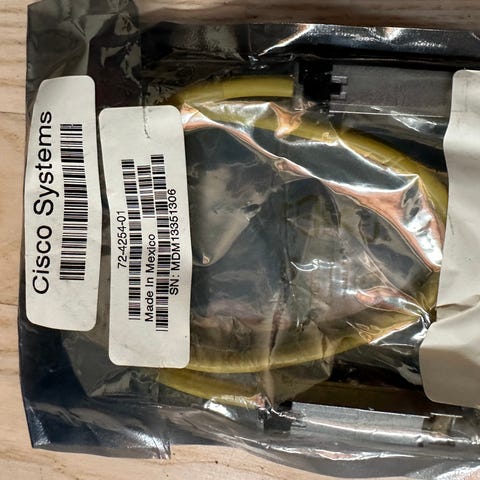 Cisco Systems
72-4254-01
Made In Mexico
SN: MDM13351306